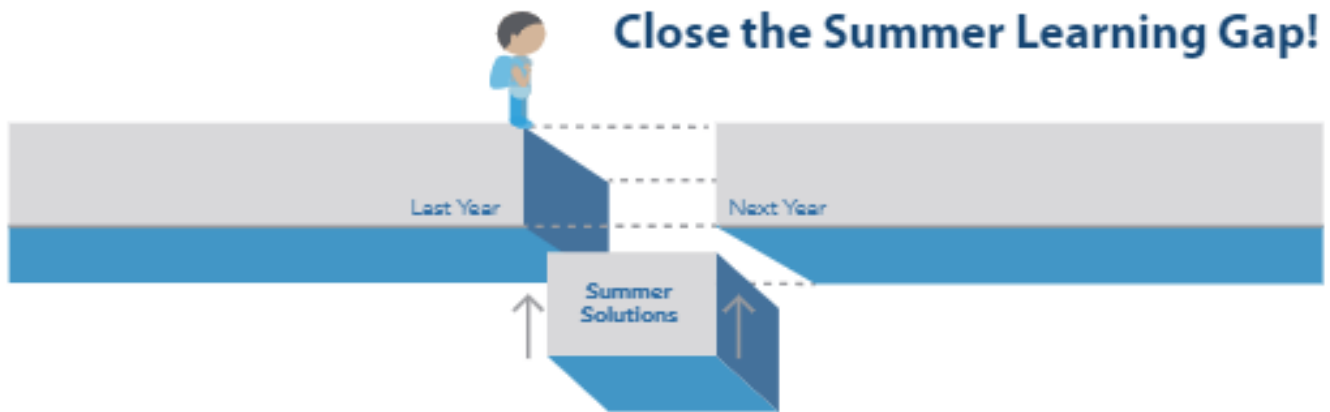 Close the Summer Learning Gap!
Last Year
Next Year
Summer
Solutions